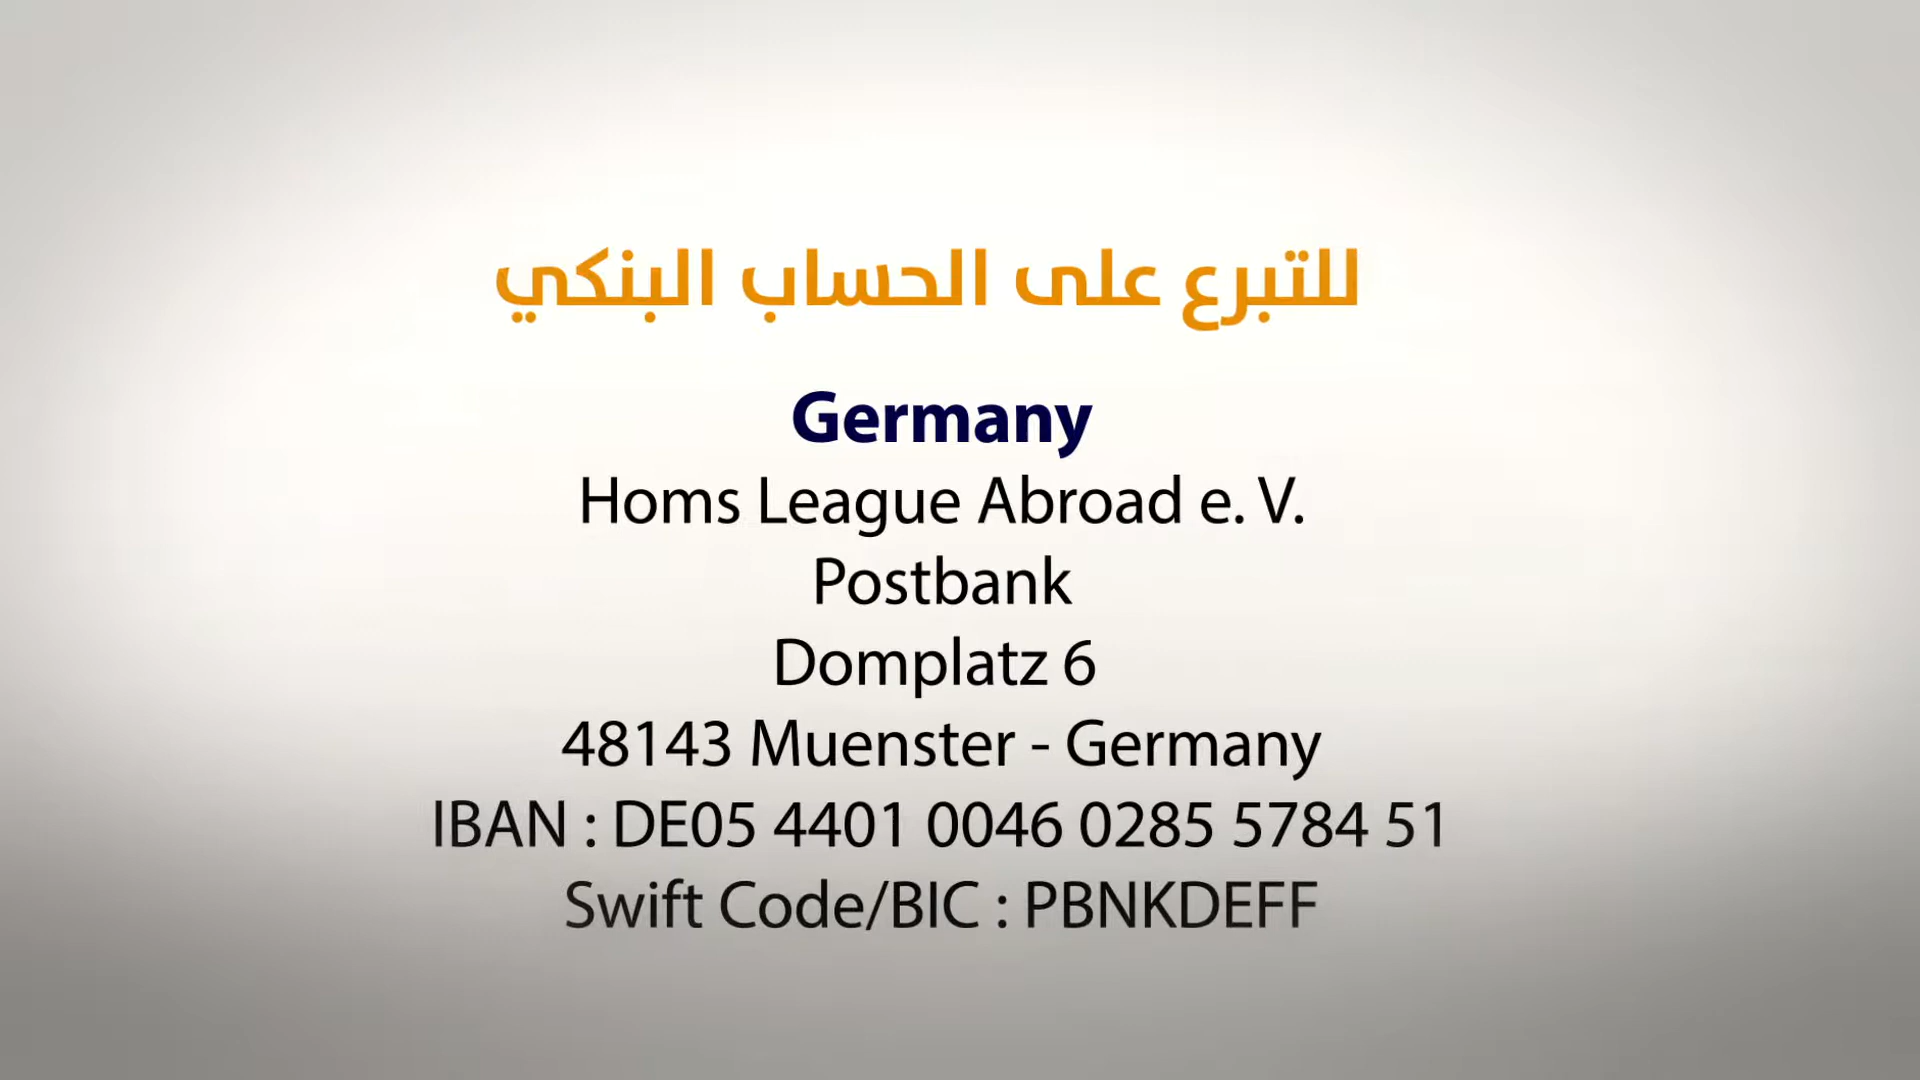 للتبرع على الحساب البنكي
Germany
Homs League Abroad e. V.
Postbank
Domplatz 6
48143 Muenster - Germany
IBAN : DE05 4401 0046 0285 5784 51
Swift Code/BIC : PBNKDEFF